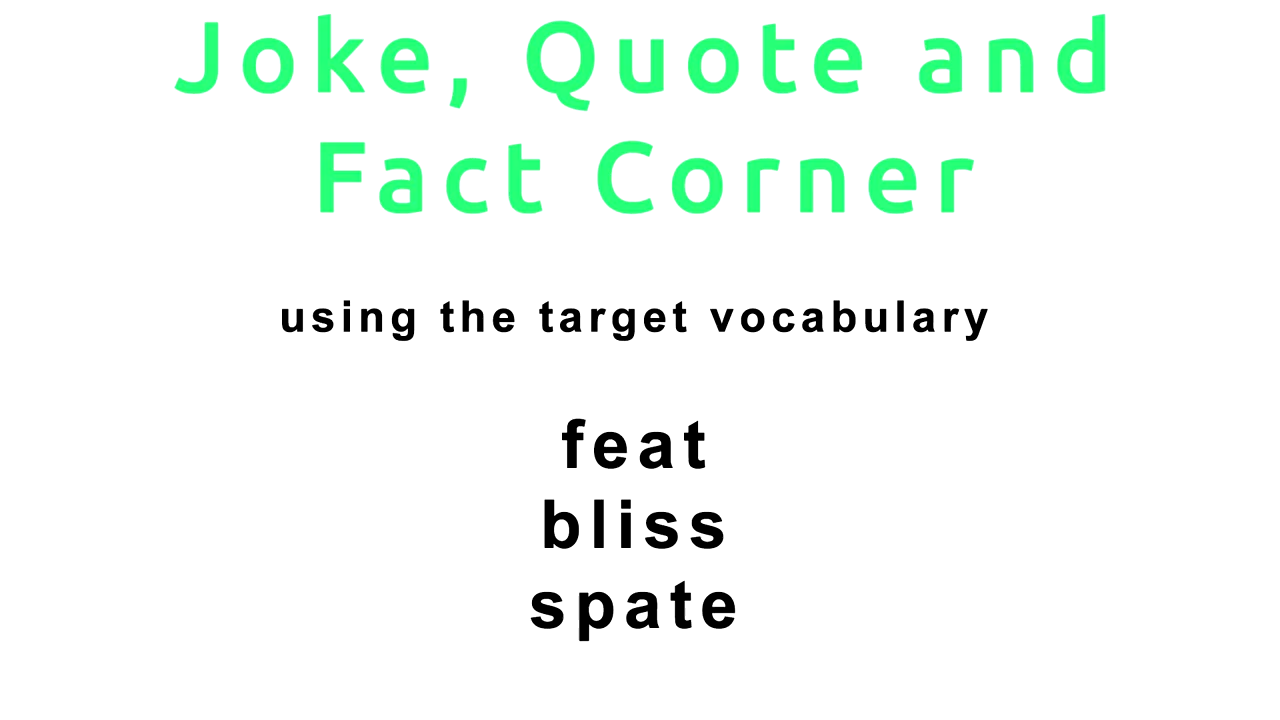 Joke, Quote and
Fact Corner
using the target vocabulary
feat
bliss
spate